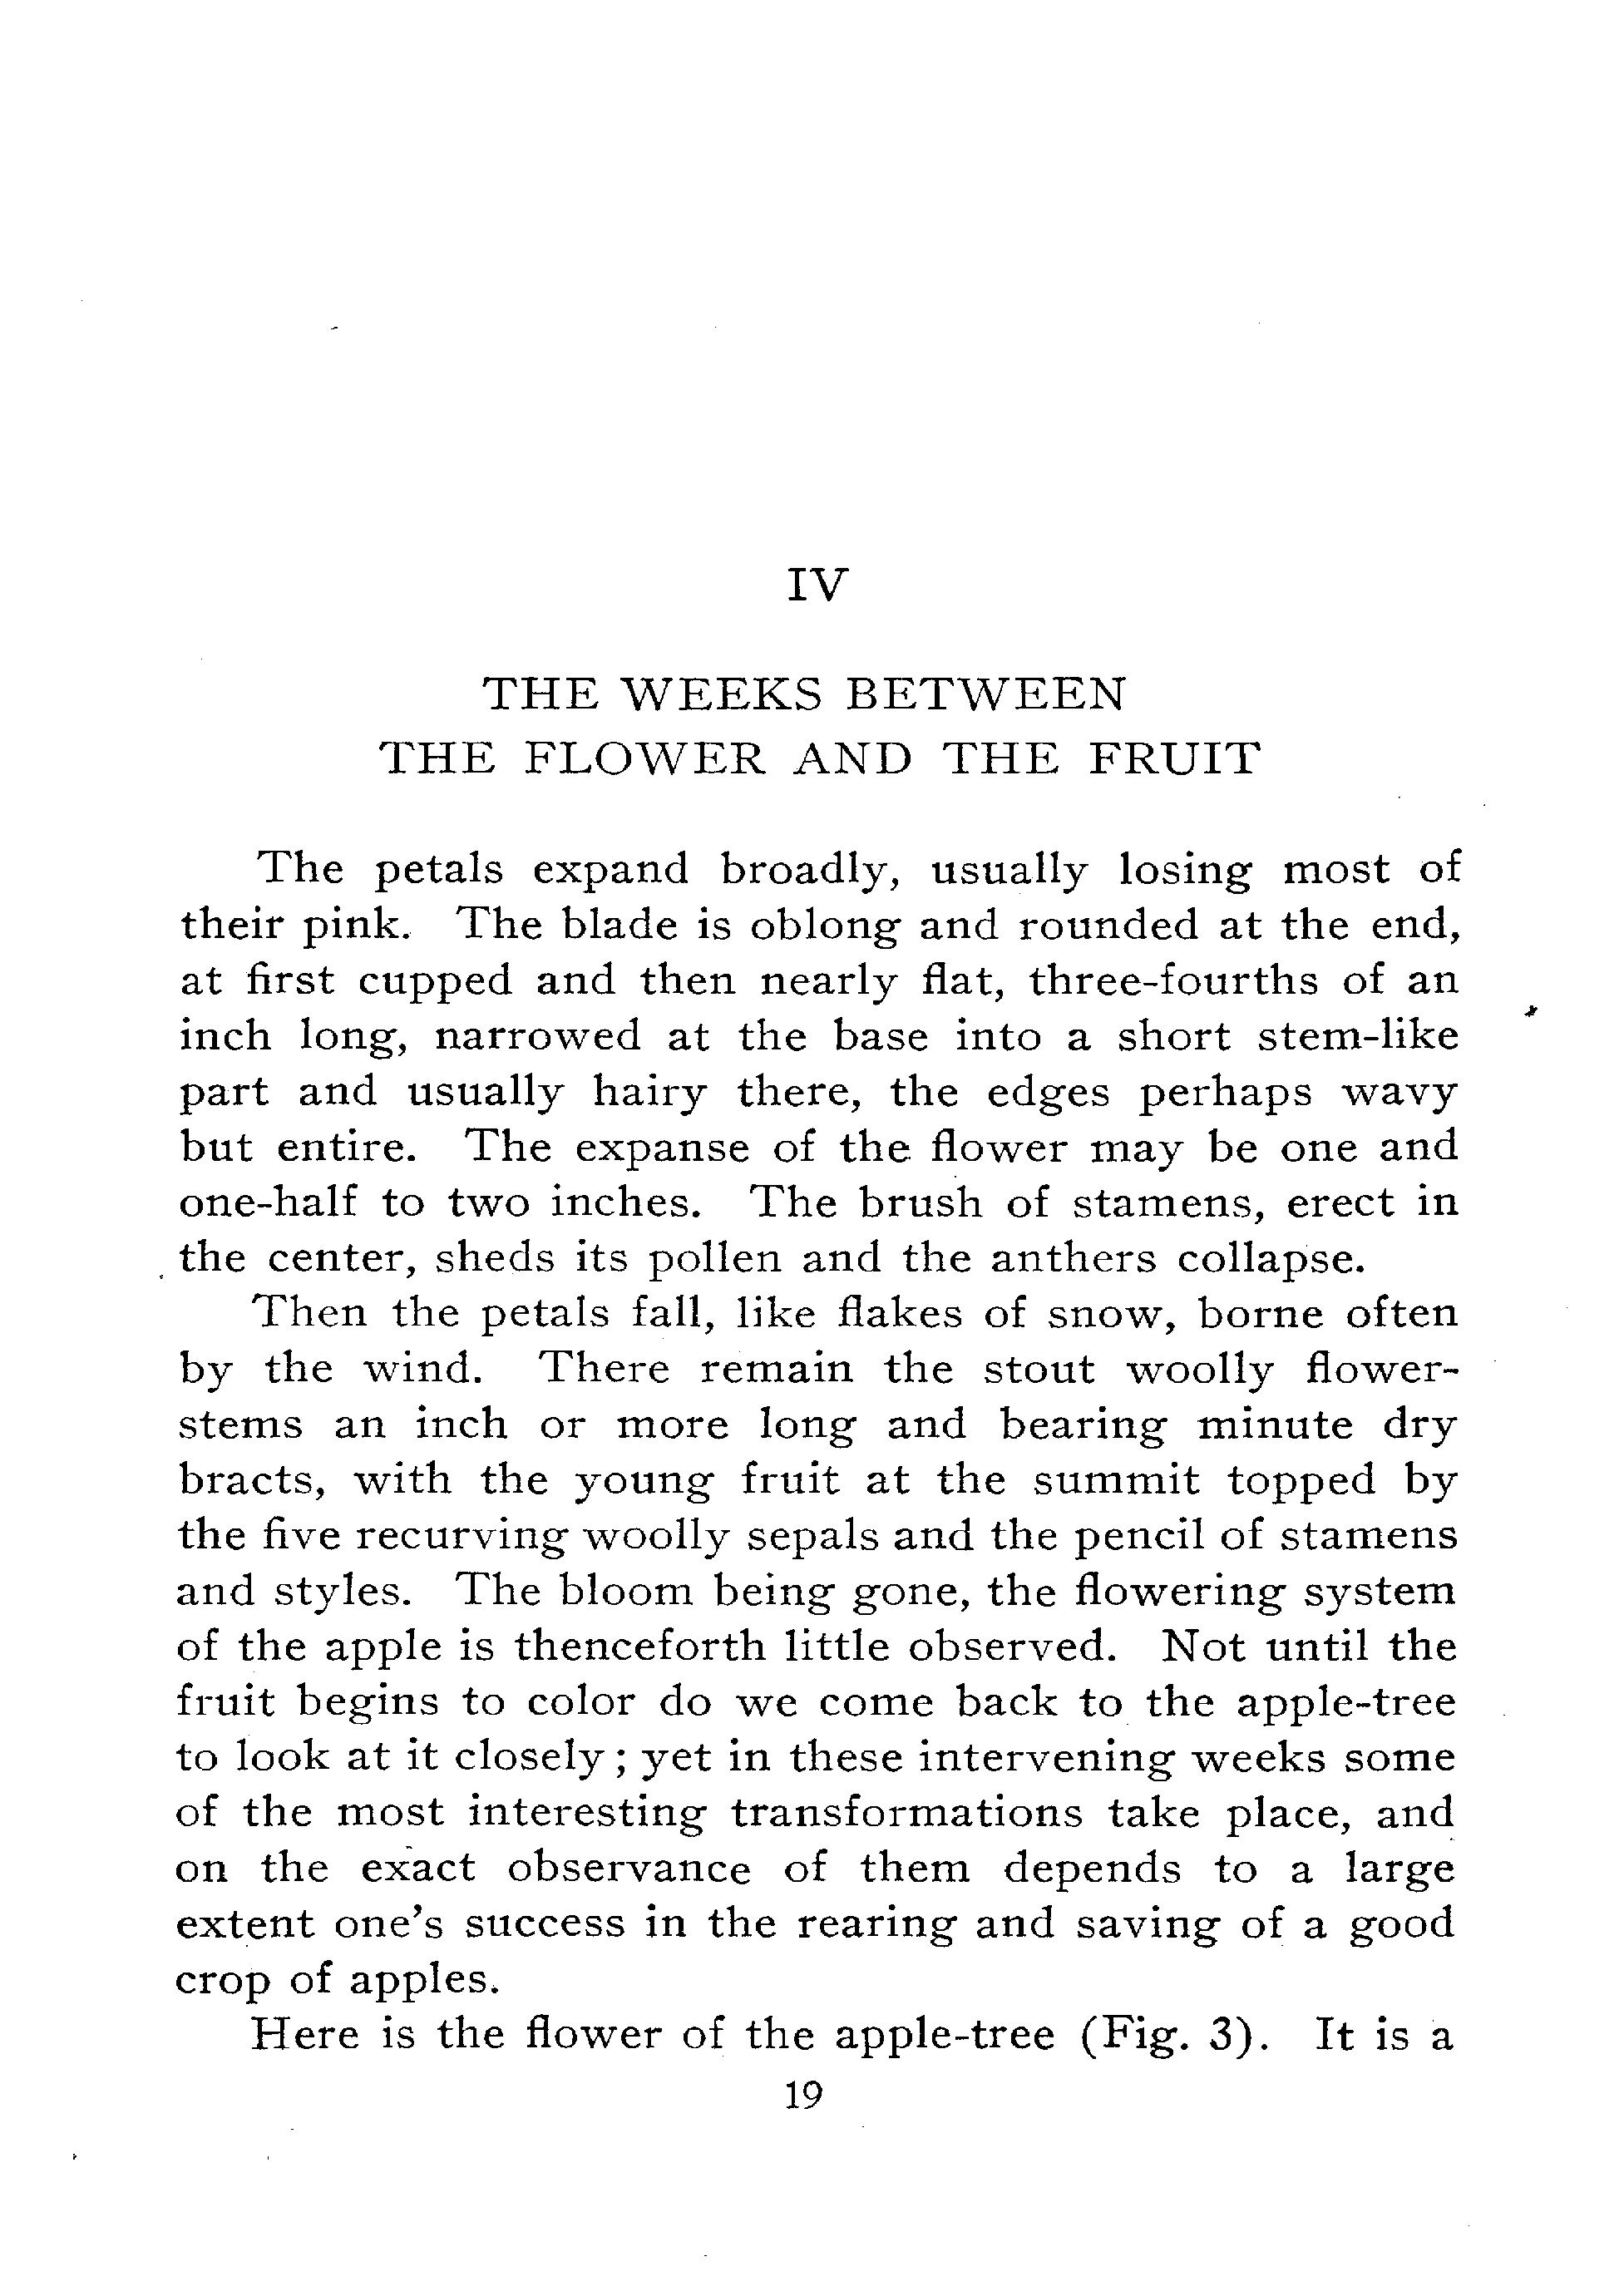 IV
THE WEEKS BETWEEN
THE FLOWER AND THE FRUIT
The petals expand broadly, usually losing most of
their pink. The blade is oblong and rounded at the end,
at first cupped and then nearly flat, three-fourths of an
inch long, narrowed at the base into a short stem-like
part and usually hairy there, the edges perhaps wavy
but entire. The expanse of the flower may be one and
one-half to two inches. The brush of stamens, erect in
the center, sheds its pollen and the anthers collapse.
Then the petals fall, like flakes of snow, borne often
by the wind. There remain the stout woolly flower-
stems an inch or more long and bearing minute dry
bracts, with the young fruit at the summit topped by
the five recurving woolly sepals and the pencil of stamens
and styles. The bloom being gone, the flowering system
of the apple is thenceforth little observed. Not until the
fruit begins to color do we come back to the apple-tree
to look at it closely; yet in these intervening weeks some
of the most interesting transformations take place, and
on the exact observance of them depends to a large
extent one's success in the rearing and saving of a good
crop of apples.
Here is the flower of the apple-tree (Fig. 3). It is a
19